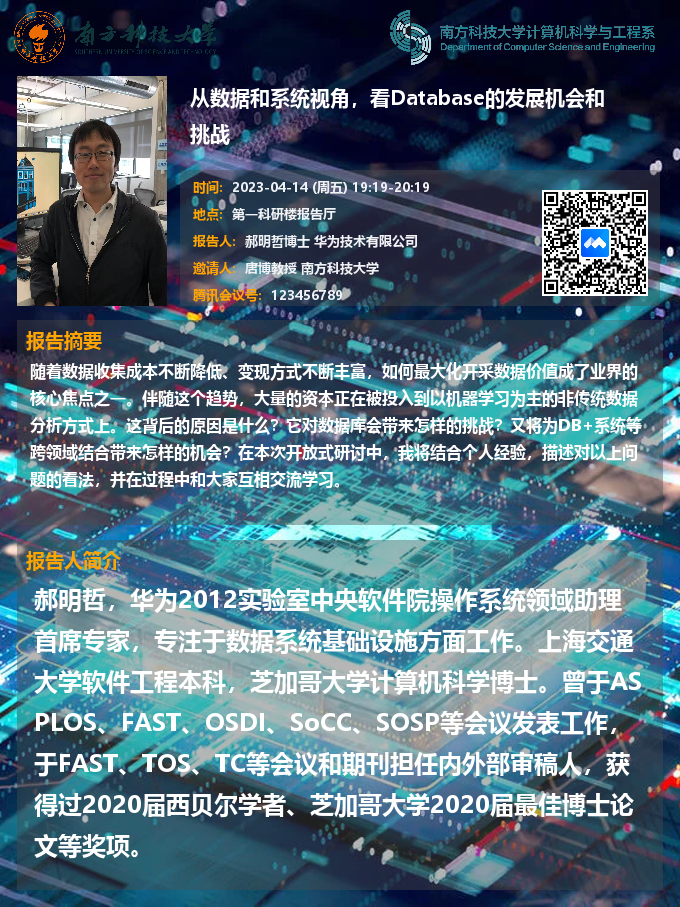 南方科技大学
SOUTHERN UNIVERSITY OF SCIENCE AND TECHNOLOGY
南方科技大学计算机科学与工程系
Department of Computer Science and Engineering
从数据和系统视角，看Database的发展机会和
挑战
时间：2023-04-14 (周五) 19:19-20:19
地点：第一科研楼报告厅
报告人：郝明哲博士 华为技术有限公司
邀请人：唐博教授 南方科技大学
腾讯会议号：123456789
报告摘要
随着数据收集成本不断降低、变现方式不断丰富，如何最大化开采数据价值成了业界的
核心焦点之一。伴随这个趋势，大量的资本正在被投入到以机器学习为主的非传统数据
分析方式上。这背后的原因是什么？它对数据库会带来怎样的挑战？又将为DB+系统等
跨领域结合带来怎样的机会？在本次开放式研讨中，我将结合个人经验，描述对以上问
题的看法，并在过程中和大家互相交流学习。
报告人简介
郝明哲，华为2012实验室中央软件院操作系统领域助理
首席专家，专注于数据系统基础设施方面工作。上海交通
大学软件工程本科，芝加哥大学计算机科学博士。曾于AS
PLOS、FAST、OSDI、SoCC、SOSP等会议发表工作，
于FAST、TOS、TC等会议和期刊担任内外部审稿人，获
得过2020届西贝尔学者、芝加哥大学2020届最佳博士论
文等奖项。